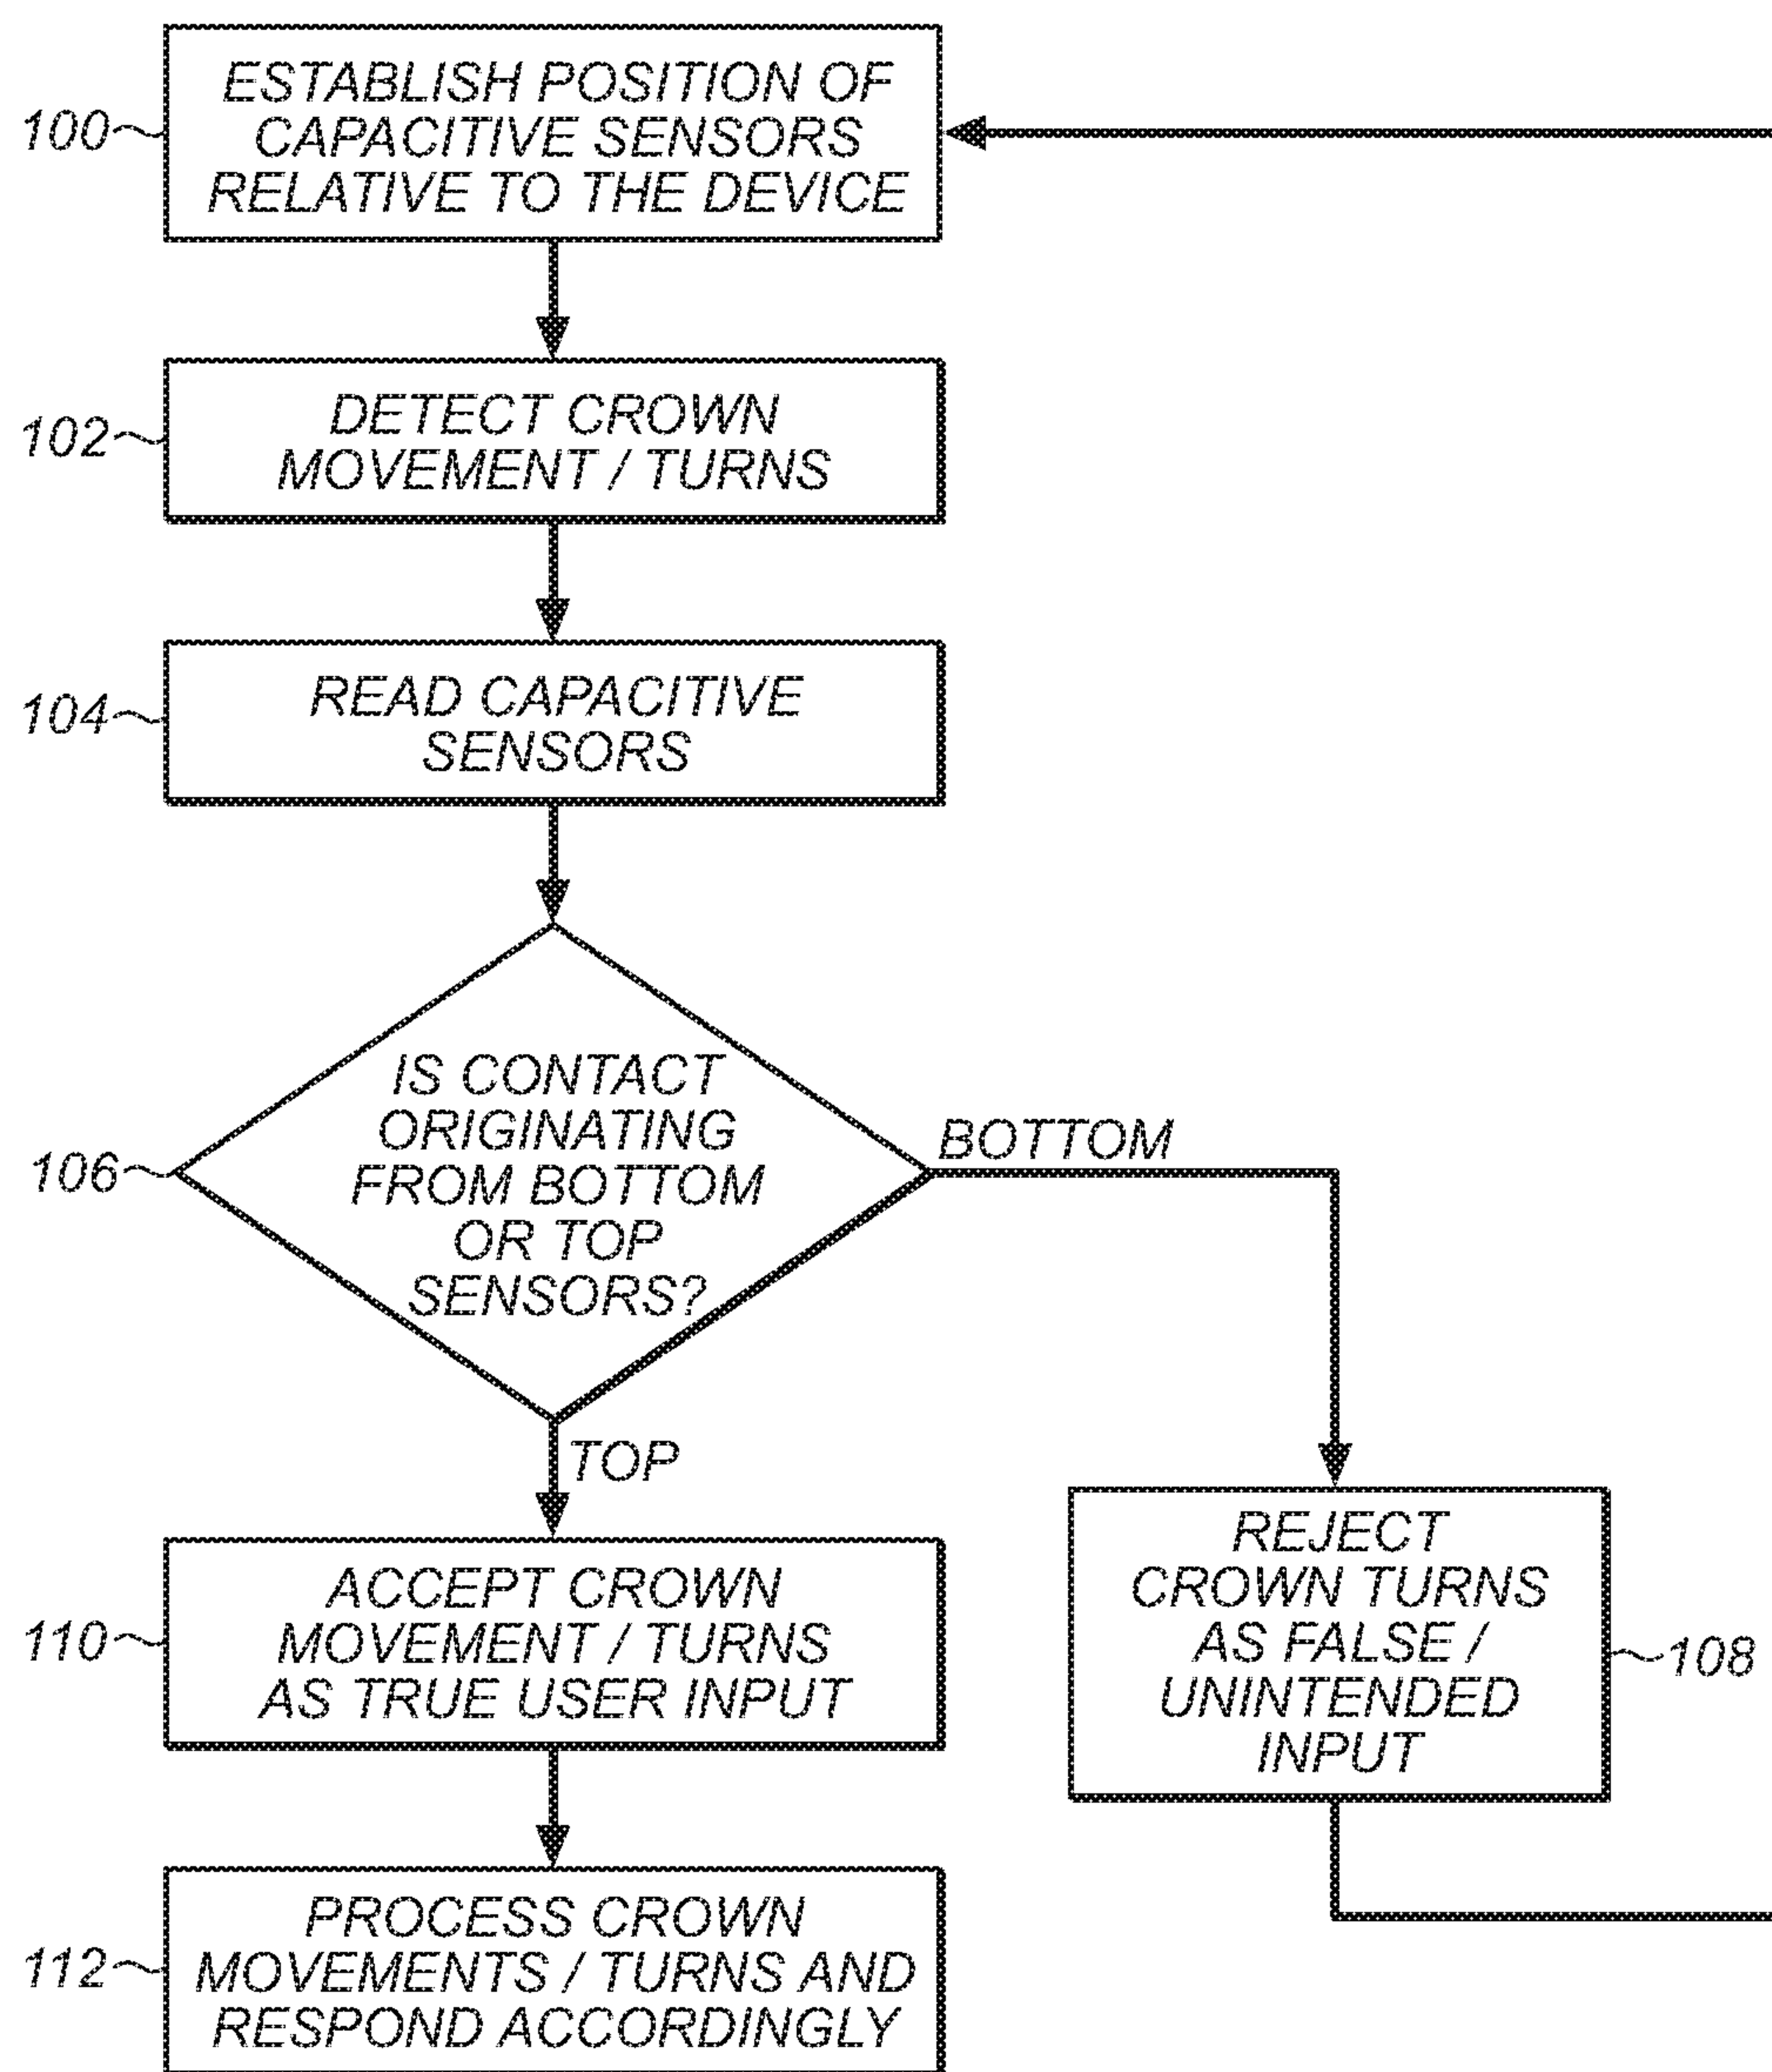 100
ESTABLISH POSITION OF
CAPACITIVE SENSORS
RELATIVE TO THE DEVICE
102
DETECT CROWN
MOVEMENT / TURNS
104
READ CAPACITIVE
SENSORS
106
IS CONTACT
ORIGINATING
FROM BOTTOM
OR TOP
SENSORS?
BOTTOM
TOP
REJECT
CROWN TURNS
AS FALSE /
UNINTENDED
INPUT
108
110
ACCEPT CROWN
MOVEMENT / TURNS
AS TRUE USER INPUT
112
PROCESS CROWN
MOVEMENTS / TURNS AND
RESPOND ACCORDINGLY